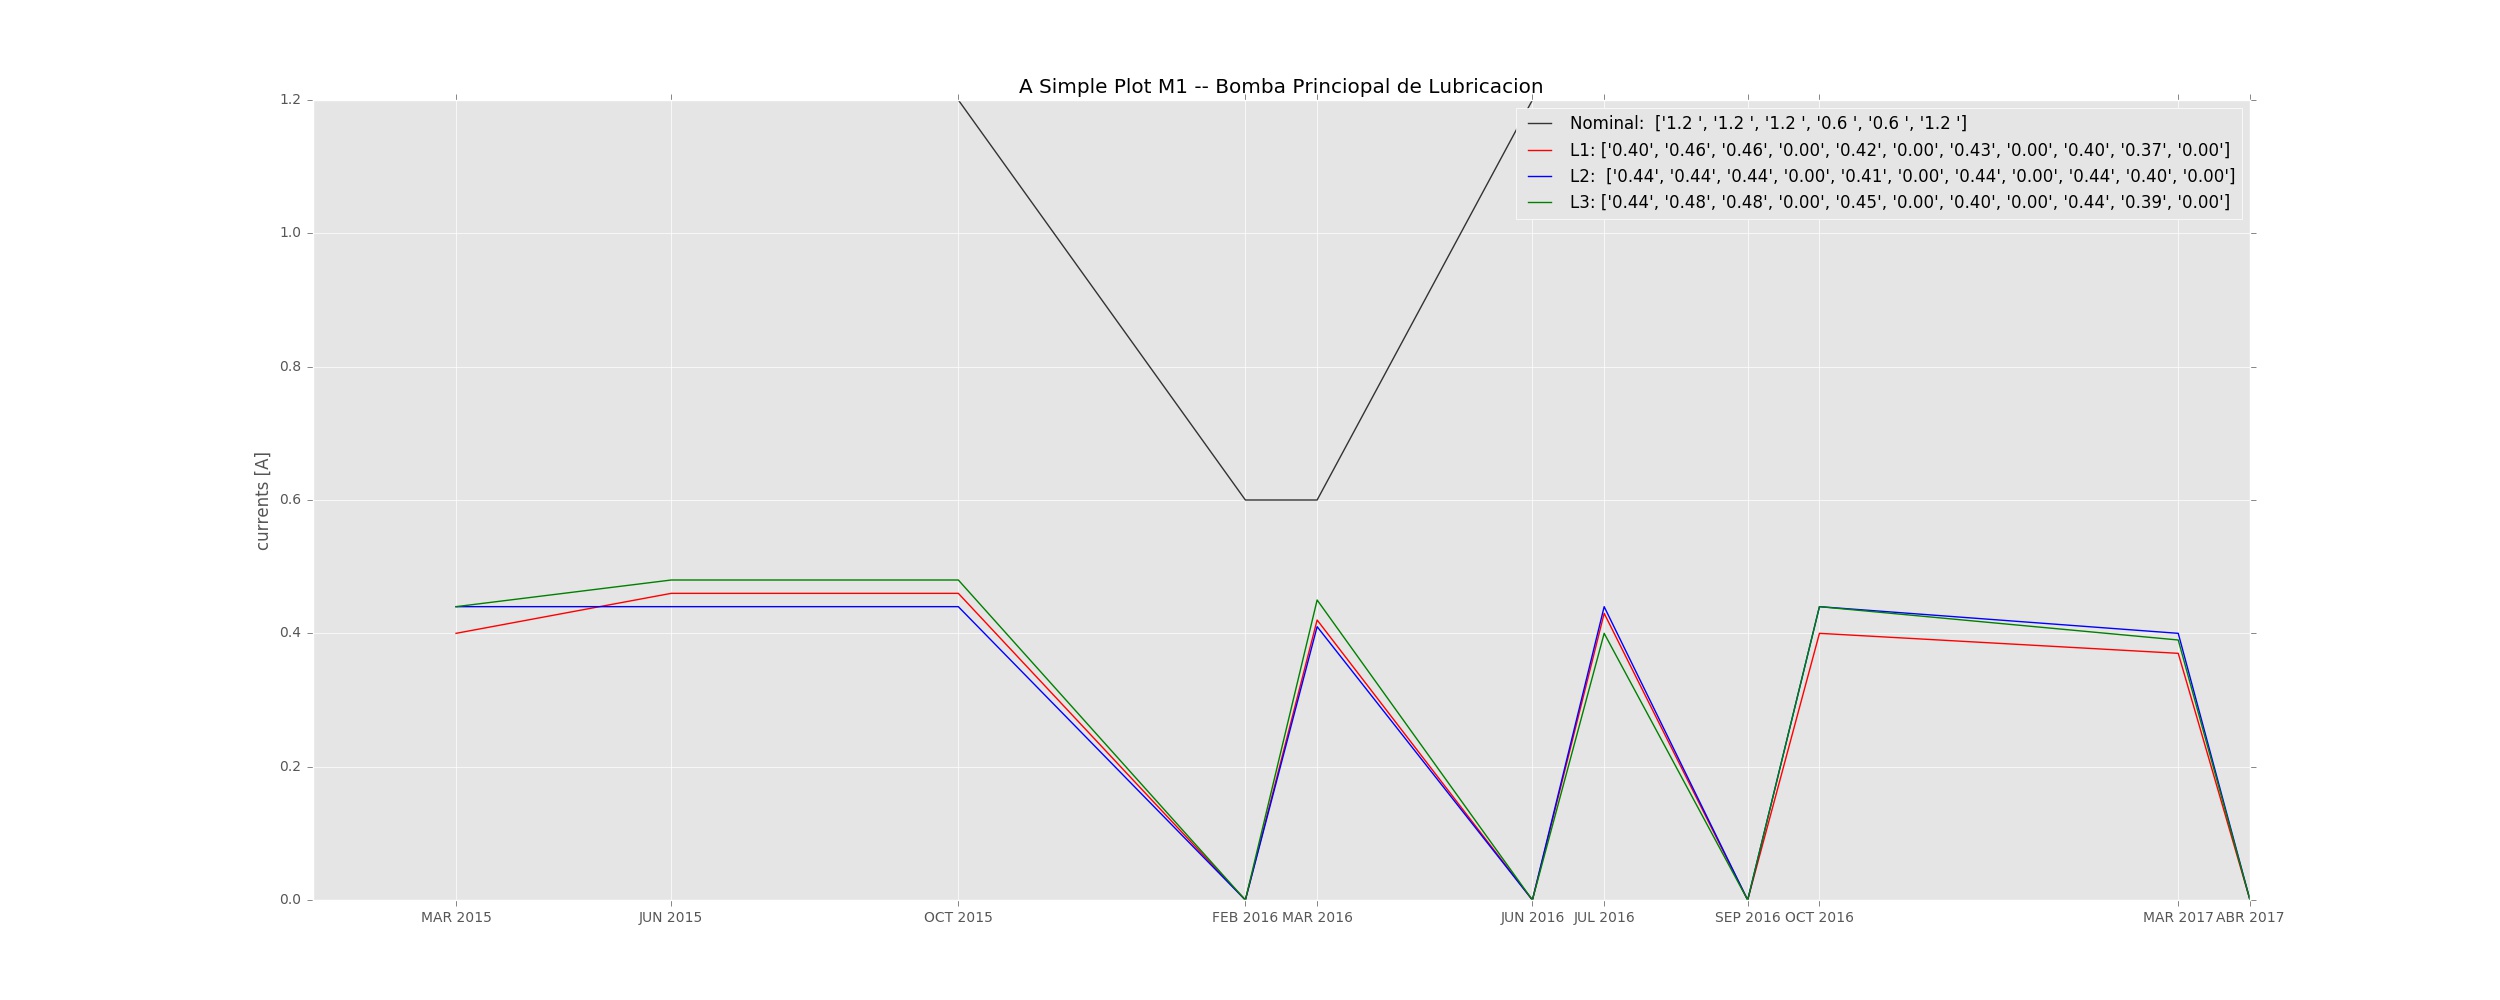 A Simple Plot M1 -- Bomba Princiopal de Lubricacion
1.2
Nominal:  ['1.2 ', '1.2 ', '1.2 ', '0.6 ', '0.6 ', '1.2 ']
L1: ['0.40', '0.46', '0.46', '0.00', '0.42', '0.00', '0.43', '0.00', '0.40', '0.37', '0.00']
L2:  ['0.44', '0.44', '0.44', '0.00', '0.41', '0.00', '0.44', '0.00', '0.44', '0.40', '0.00']
L3: ['0.44', '0.48', '0.48', '0.00', '0.45', '0.00', '0.40', '0.00', '0.44', '0.39', '0.00']
1.0
0.8
0.6
currents [A]
0.4
0.2
0.0
MAR 2015 JUN 2015 OCT 2015 FEB 2016 MAR 2016 JUN 2016 JUL 2016 SEP 2016 OCT 2016 MAR 2017 ABR 2017